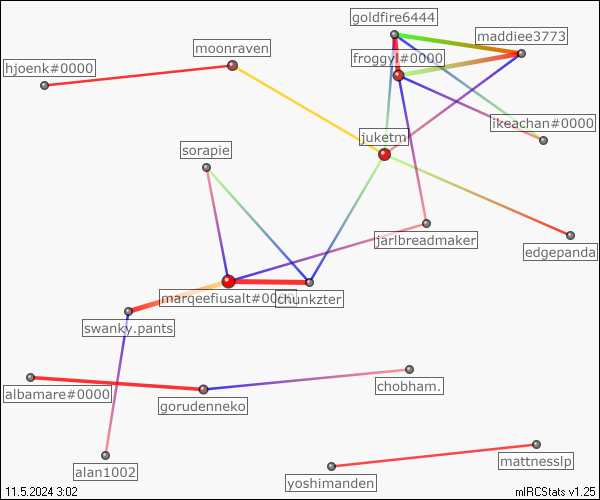 goldfire6444
maddiee3773
moonraven
froggyl#0000
hjoenk#0000
ikeachan#0000
juketm
sorapie
jarlbreadmaker
edgepanda
marqeefiusalt#0000
chunkzter
swanky.pants
chobham.
albamare#0000
gorudenneko
mattnesslp
alan1002
yoshimanden
11.5.2024 3:02
mIRCStats v1.25